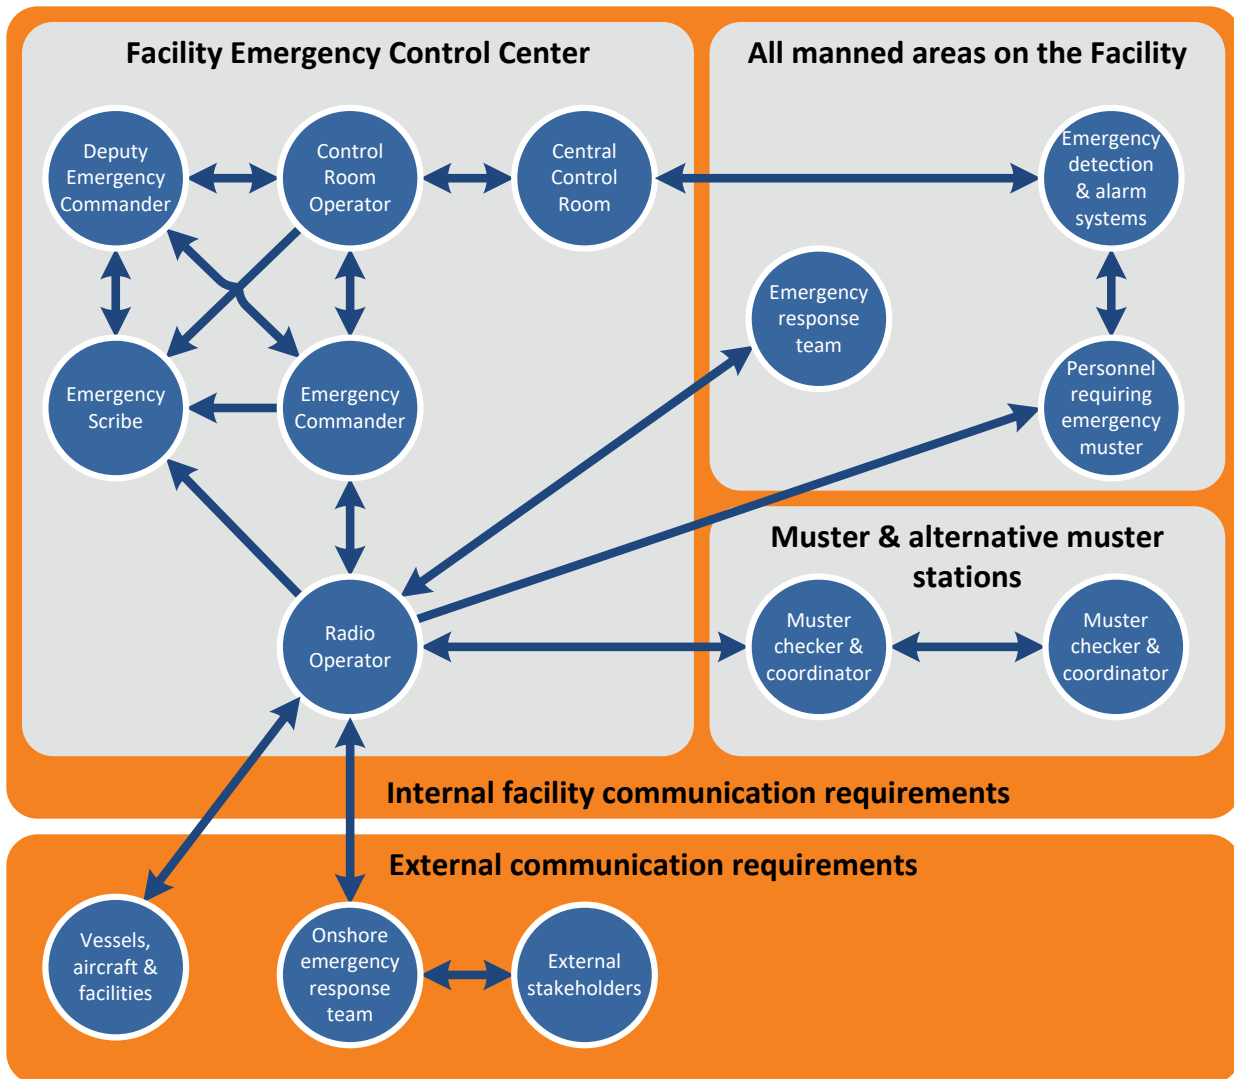 Facility Emergency Control Center
Deputy
Emergency
Commander
Control
Room
Operator
Central
Control
Room
Emergency
Scribe
Emergency
Commander
Radio
Operator
All manned areas on the Facility
Emergency
detection
& alarm
systems
Emergency
response
team
Personnel
requiring
emergency
muster
Muster & alternative muster
stations
Muster
checker &
coordinator
Muster
checker &
coordinator
Internal facility communication requirements
External communication requirements
Vessels,
aircraft &
facilities
Onshore
emergency
response
team
External
stakeholders